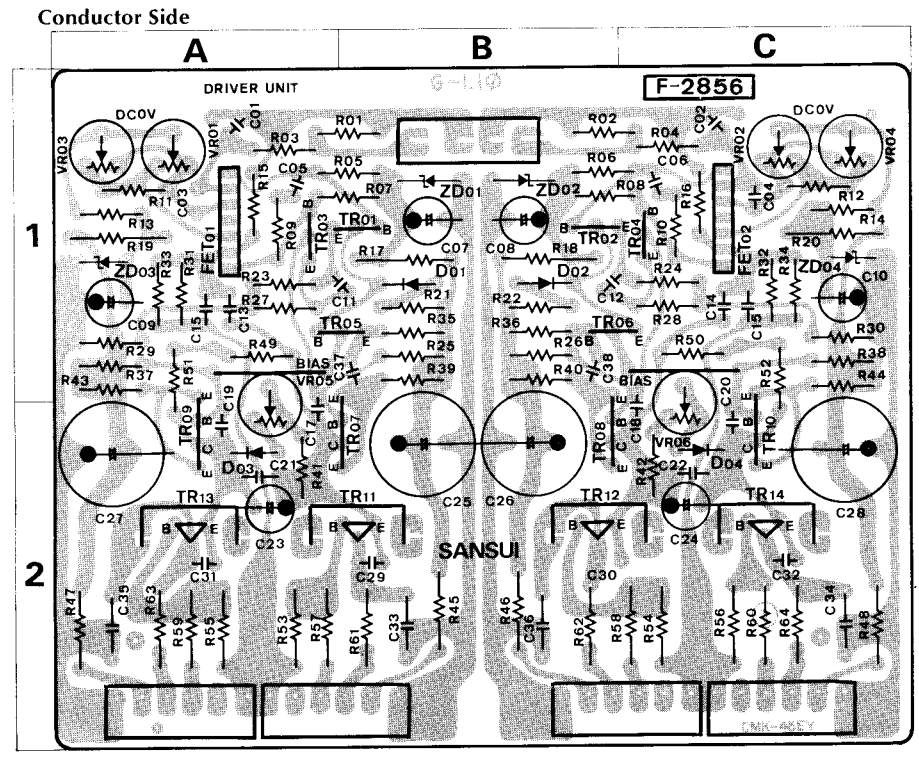 Conductor Side
A B C
DRIVER UNIT G-1.10 F-2856
DC0V C01 R01 R02 C02 DC0V
VR03 VR01 R03 R04 VR02 VR04
R15 C05 R05 R06 C06
R11 C03 R07 ZD01 ZD02 R08 R16 C04 R12
R13 B TR01 B TR02 TR04 B R14
1 R19 FET01 R09 TR03 E E B E R10 FET02 R20
ZD03 R33 R31 E R17 C07 C08 R18 E R32 R34 ZD04 C10
R23 C11 D01 D02 C12 R24
R27 R21 R22 C14
C09 C15 C13 TR05 R35 R36 TR06 R28 C15 R30
R29 R49 B E R25 R26 B E R50 R38
R37 R51 BIAS VR05 C37 R39 R40 C38 BIAS R52 R44
R43 C19 C20
TR09 E C17 E E C18 E
B B B VR06 B TR10
C C TR07 TR08 C C
E D03 C21 R41 E E R42 C22 D04 E
C27 TR13 TR11 C25 C26 TR12 TR14 C28
B E C23 B E B E C24 B E
SANSUI
2 C31 C29 C30 C32
R47 C35 R63 R59 R55 R53 R57 R61 C33 R45 R46 C36 R62 R58 R54 R56 R60 R64 C34 R48
CMK-46EY